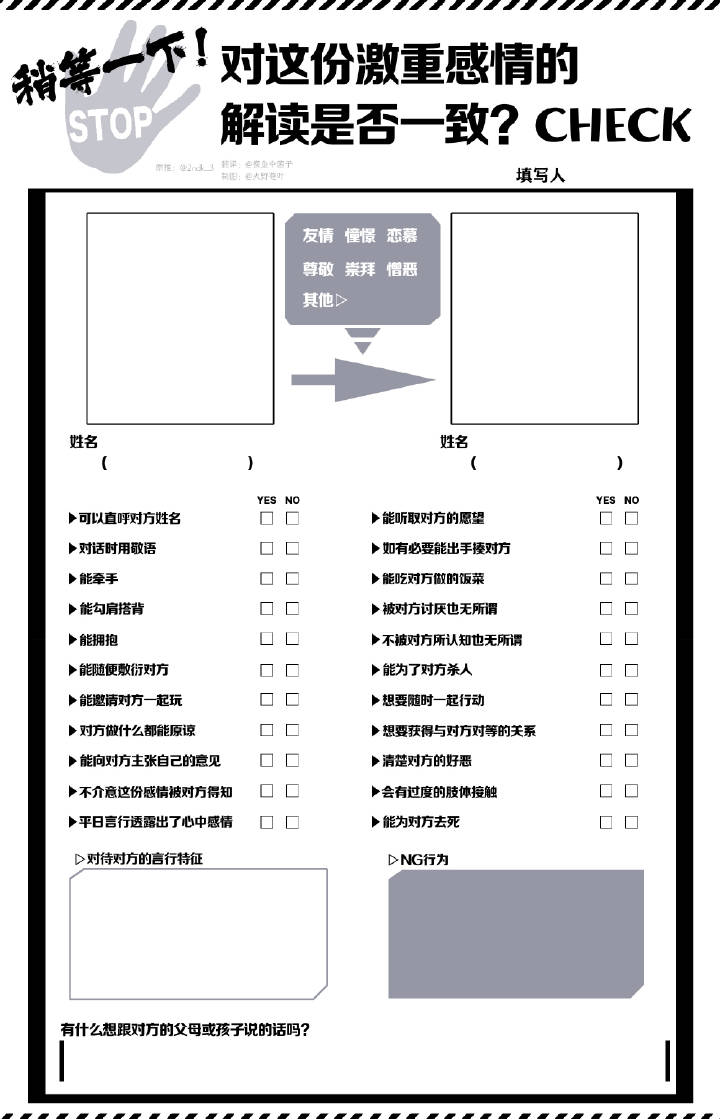 稍等一下!
STOP
对这份激重感情的
解读是否一致? CHECK
原推：@2ndk_3 翻译：@摸鱼中菌子
填写人
友情 憧憬 恋慕
尊敬 崇拜 憎恶
其他▷
姓名 姓名
( ) ( )
YES NO YES NO
▶可以直呼对方姓名 ▶能听取对方的愿望
▶对话时用敬语 ▶如有必要能出手揍对方
▶能牵手 ▶能吃对方做的饭菜
▶能勾肩搭背 ▶被对方讨厌也无所谓
▶能拥抱 ▶不被对方所认知也无所谓
▶能随便敷衍对方 ▶能为了对方杀人
▶能邀请对方一起玩 ▶想要随时一起行动
▶对方做什么都能原谅 ▶想要获得与对方对等的关系
▶能向对方主张自己的意见 ▶清楚对方的好恶
▶不介意这份感情被对方得知 ▶会有过度的肢体接触
▶平日言行透露出了心中感情 ▶能为对方去死
▷对待对方的言行特征 ▷NG行为
有什么想跟对方的父母或孩子说的话吗?